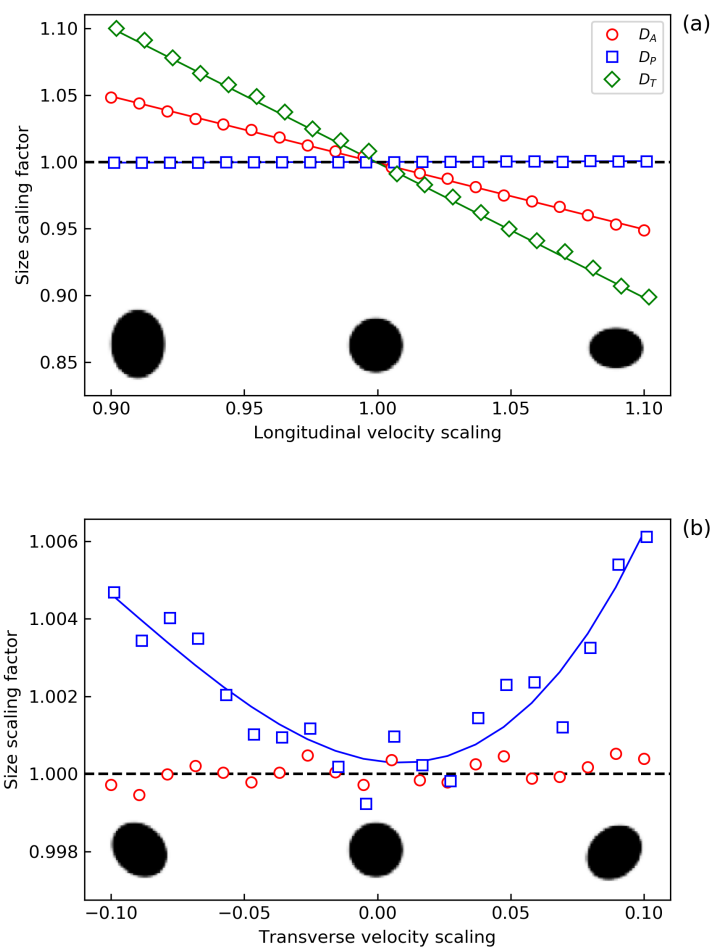 (a)
1.10
1.05
1.00
0.95
0.90
0.85
Size scaling factor
D_A
D_P
D_T
0.90 0.95 1.00 1.05 1.10
Longitudinal velocity scaling
(b)
1.006
1.004
1.002
1.000
0.998
Size scaling factor
−0.10 −0.05 0.00 0.05 0.10
Transverse velocity scaling